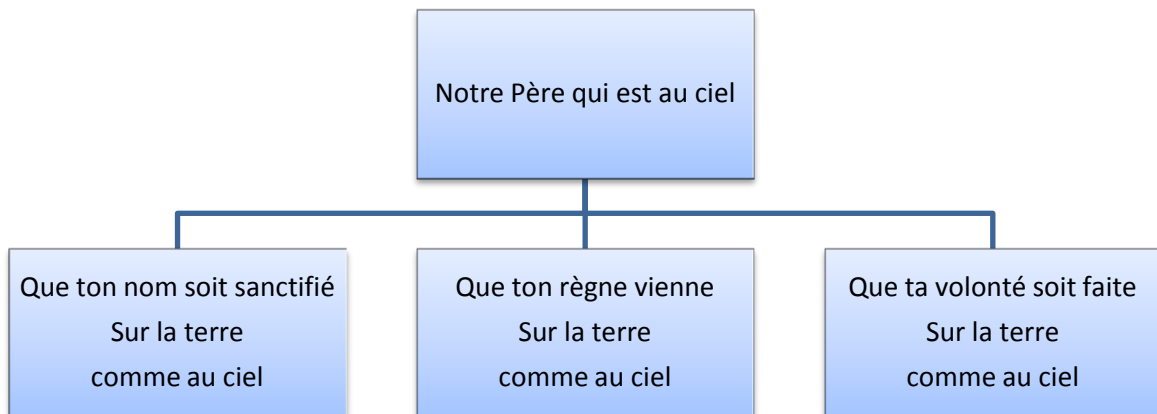 Notre Père qui est au ciel
Que ton nom soit sanctifié
Sur la terre
comme au ciel
Que ton règne vienne
Sur la terre
comme au ciel
Que ta volonté soit faite
Sur la terre
comme au ciel